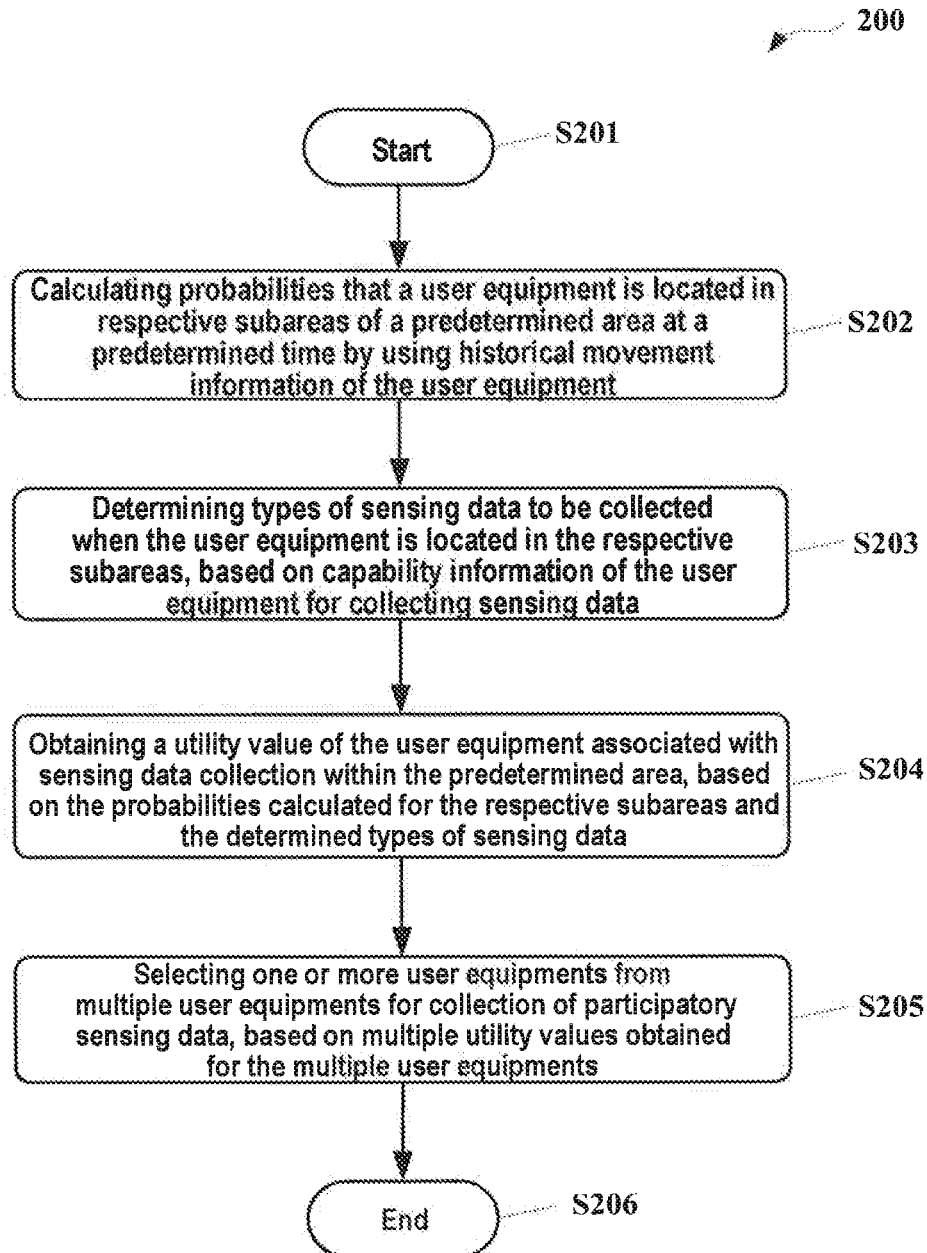 200
Start
S201
Calculating probabilities that a user equipment is located in
respective subareas of a predetermined area at a
predetermined time by using historical movement
information of the user equipment
S202
Determining types of sensing data to be collected
when the user equipment is located in the respective
subareas, based on capability information of the user
equipment for collecting sensing data
S203
Obtaining a utility value of the user equipment associated with
sensing data collection within the predetermined area, based
on the probabilities calculated for the respective subareas and
the determined types of sensing data
S204
Selecting one or more user equipments from
multiple user equipments for collection of participatory
sensing data, based on multiple utility values obtained
for the multiple user equipments
S205
End
S206